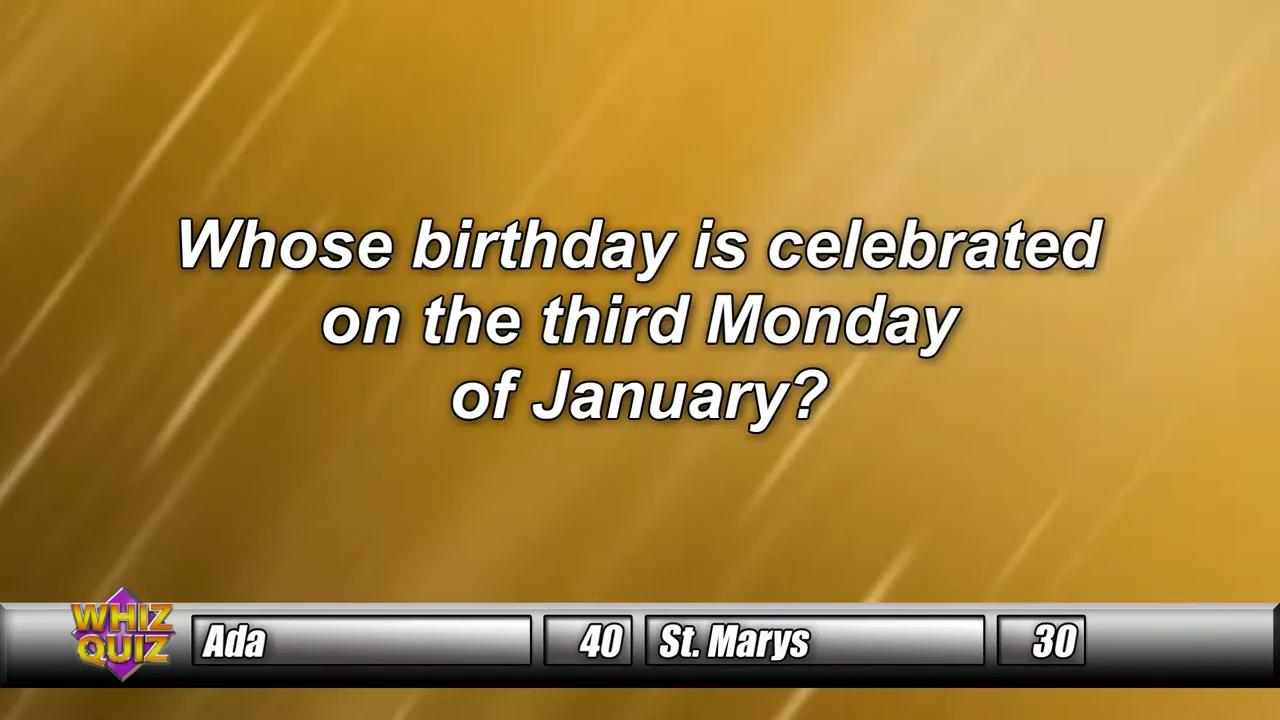 Whose birthday is celebrated
on the third Monday
of January?
WHIZ
QUIZ
Ada 40 St. Marys 30